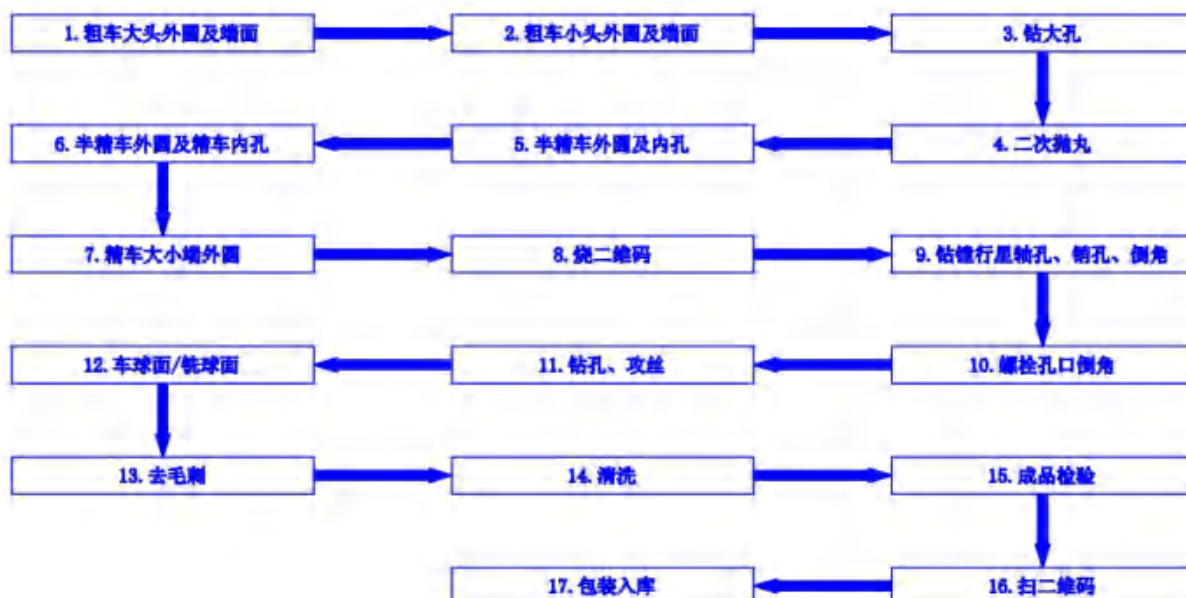 1. 粗车大头外圆及端面
2. 粗车小头外圆及端面
3. 钻大孔
4. 二次抛丸
5. 半精车外圆及内孔
6. 半精车外圆及精车内孔
7. 精车大小端外圆
8. 烧二维码
9. 钻镗行星轴孔、销孔、倒角
10. 螺栓孔口倒角
11. 钻孔、攻丝
12. 车球面/铣球面
13. 去毛刺
14. 清洗
15. 成品检验
16. 扫二维码
17. 包装入库